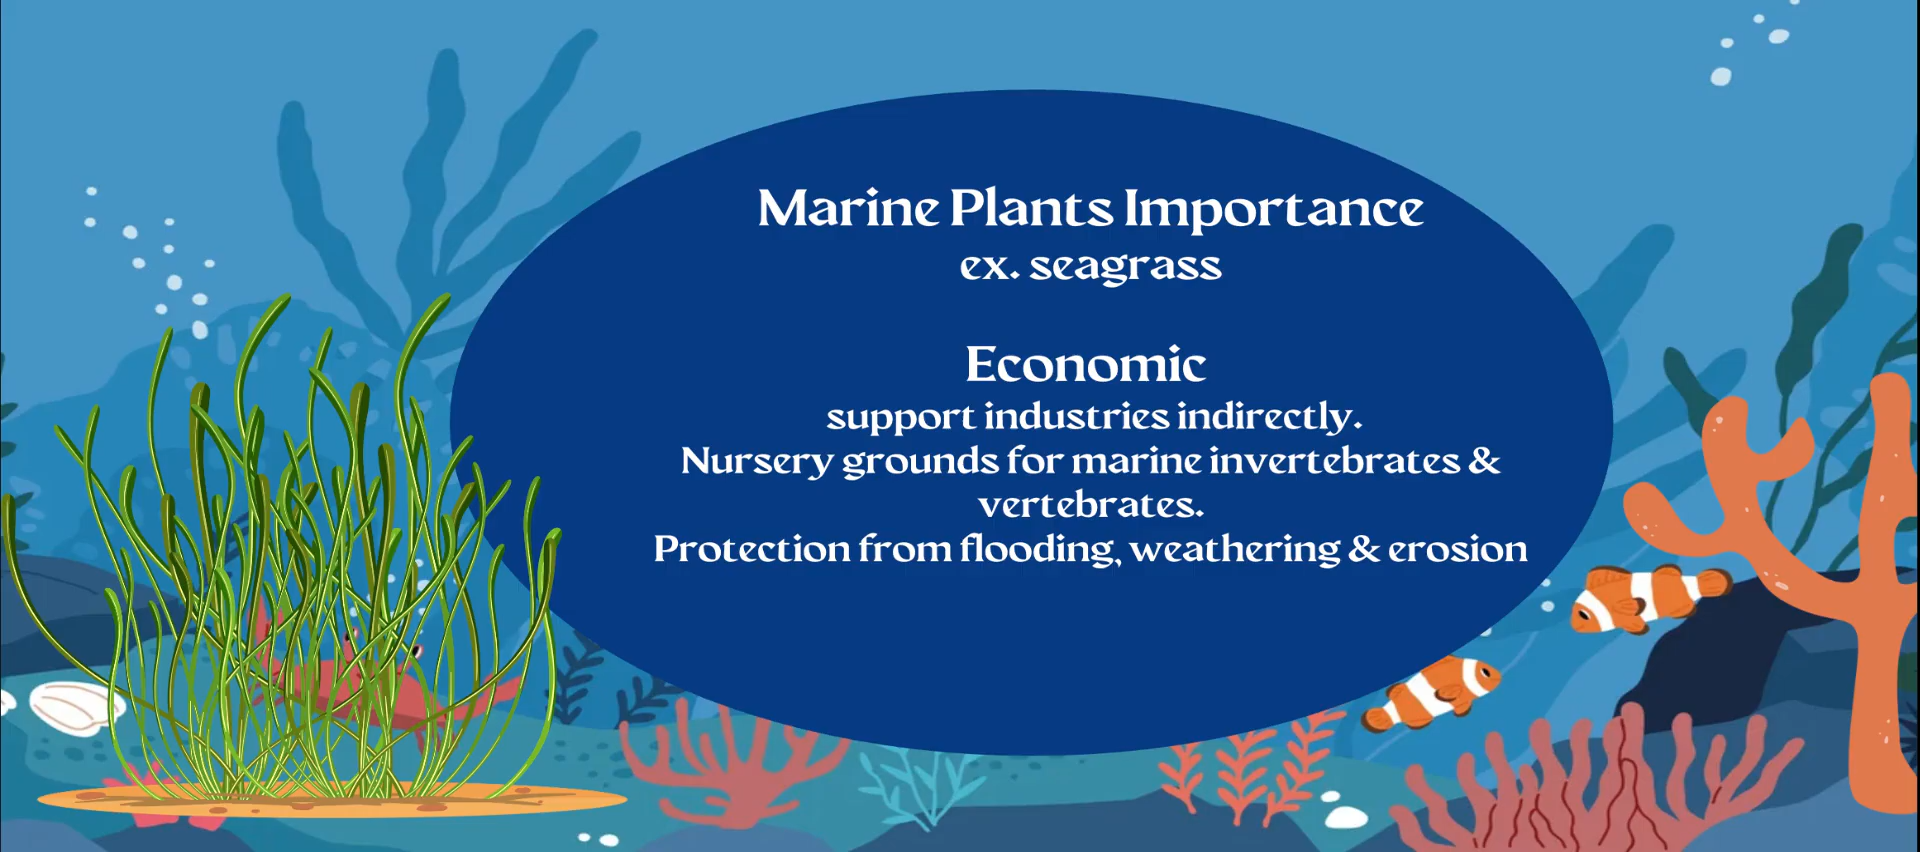 Marine Plants Importance
ex. seagrass
Economic
support industries indirectly.
Nursery grounds for marine invertebrates &
vertebrates.
Protection from flooding, weathering & erosion